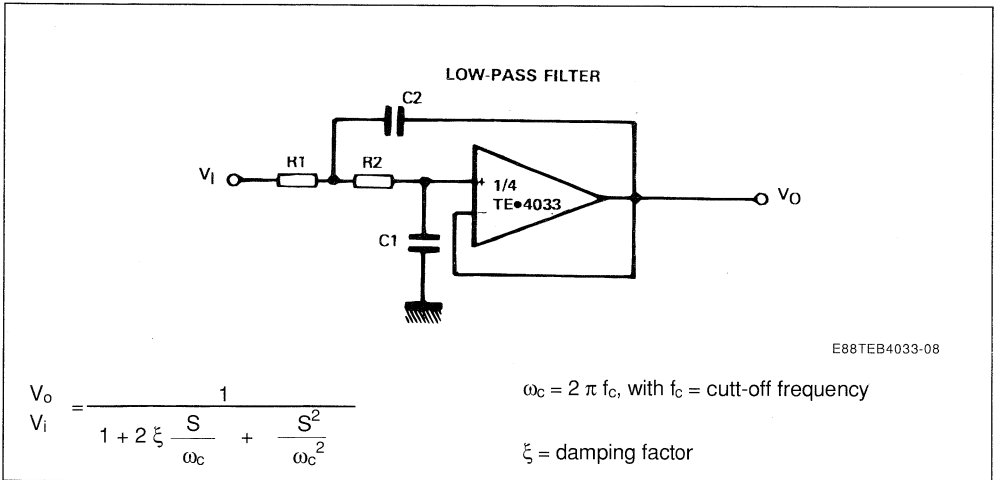 LOW-PASS FILTER
C2
R1
R2
VI
+ 1/4
TE•4033
−
VO
C1
E88TEB4033-08
Vo
Vi
=
1
1 + 2 ξ S/ωc + S²/ωc²
ωc = 2 π fc, with fc = cutt-off frequency
ξ = damping factor